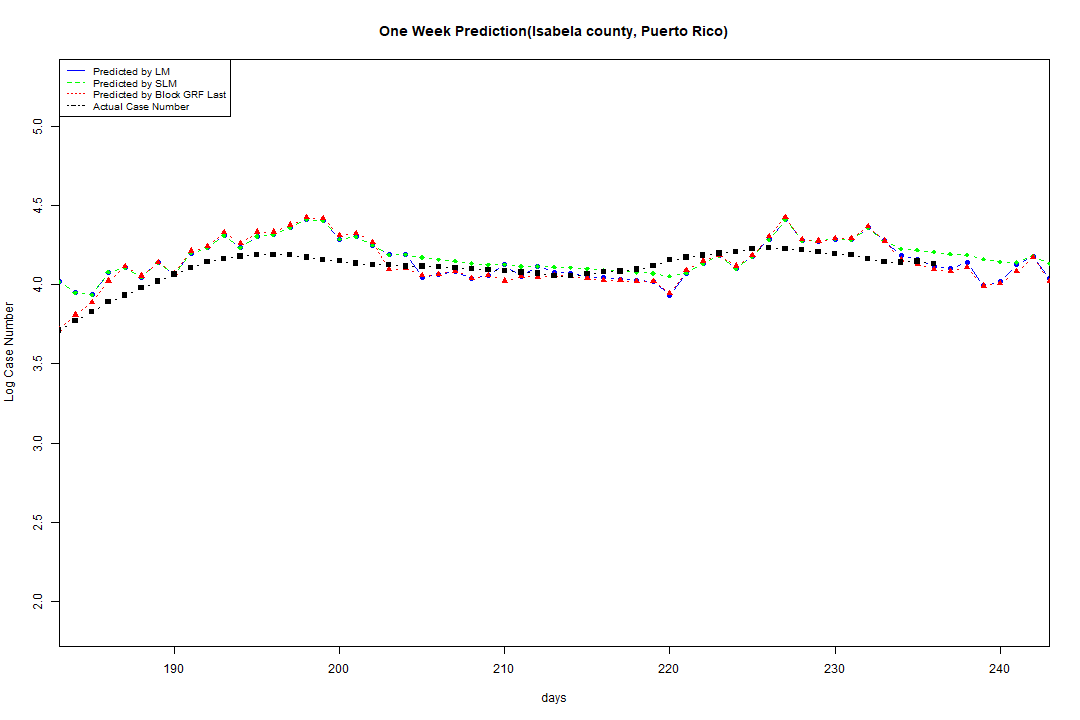 One Week Prediction(Isabela county, Puerto Rico)
Predicted by LM
Predicted by SLM
Predicted by Block GRF Last
Actual Case Number
5.0
4.5
4.0
3.5
3.0
2.5
2.0
Log Case Number
190 200 210 220 230 240
days